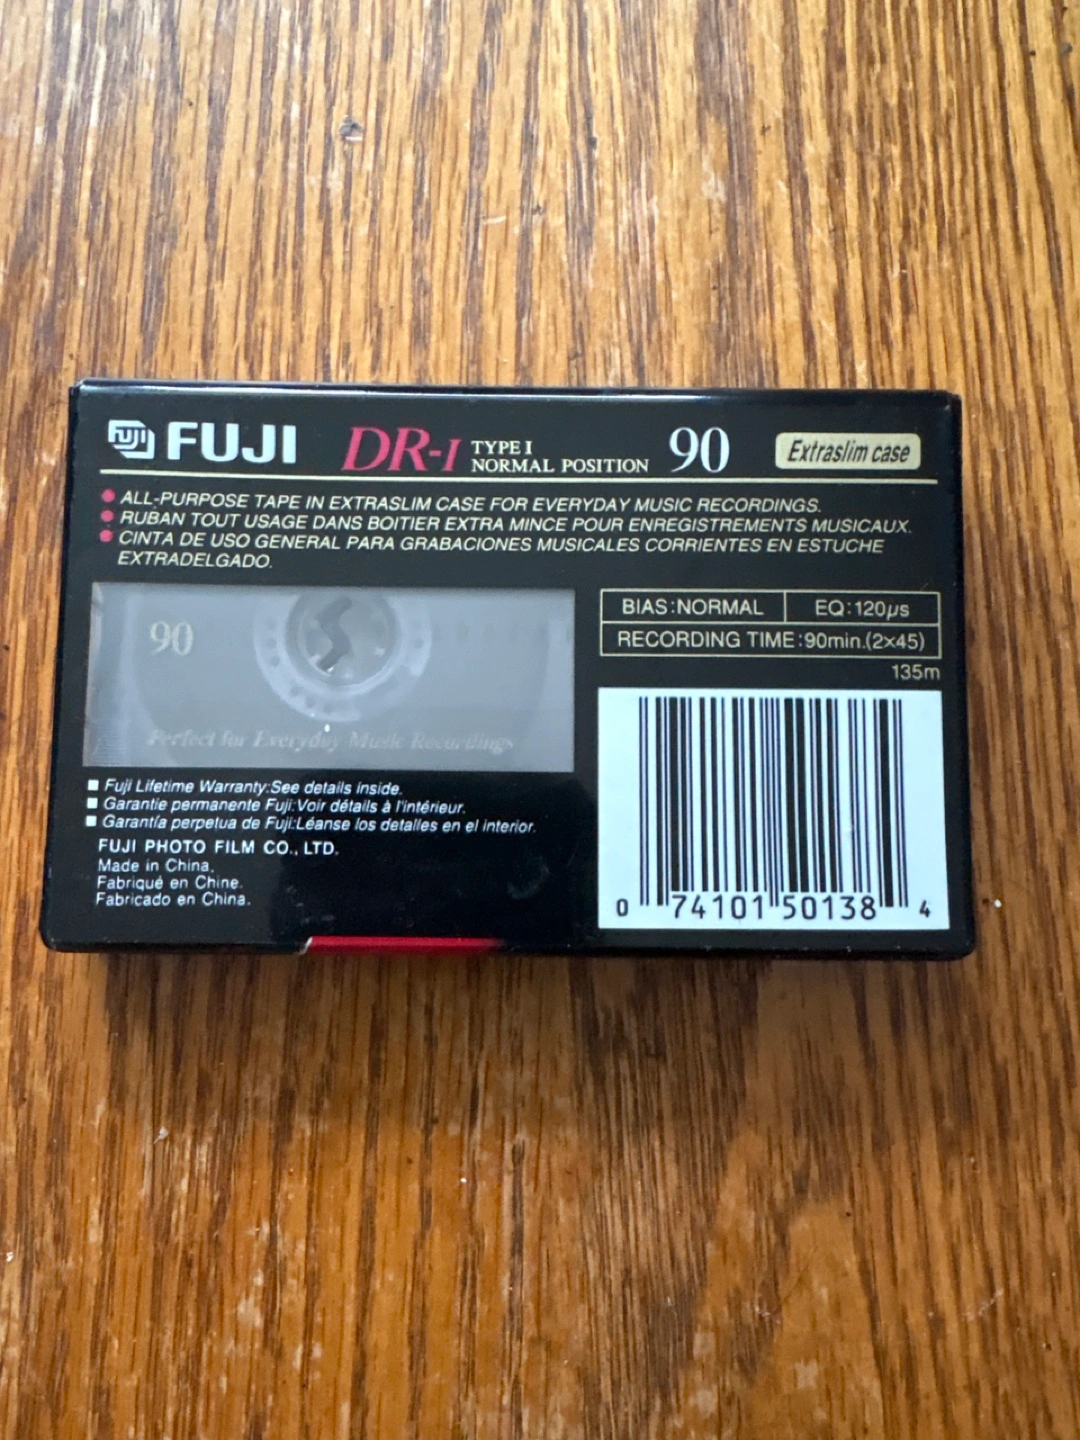 Fuji FUJI DR-I TYPE I NORMAL POSITION 90 Extraslim case
ALL-PURPOSE TAPE IN EXTRASLIM CASE FOR EVERYDAY MUSIC RECORDINGS.
RUBAN TOUT USAGE DANS BOITIER EXTRA MINCE POUR ENREGISTREMENTS MUSICAUX.
CINTA DE USO GENERAL PARA GRABACIONES MUSICALES CORRIENTES EN ESTUCHE
EXTRADELGADO.
90
Perfect for Everyday Music Recordings
BIAS:NORMAL EQ:120µs
RECORDING TIME:90min.(2×45)
135m
Fuji Lifetime Warranty:See details inside.
Garantie permanente Fuji:Voir détails à l'intérieur.
Garantía perpetua de Fuji:Léanse los detalles en el interior.
FUJI PHOTO FILM CO., LTD.
Made in China.
Fabriqué en Chine.
Fabricado en China.
0 74101 50138 4